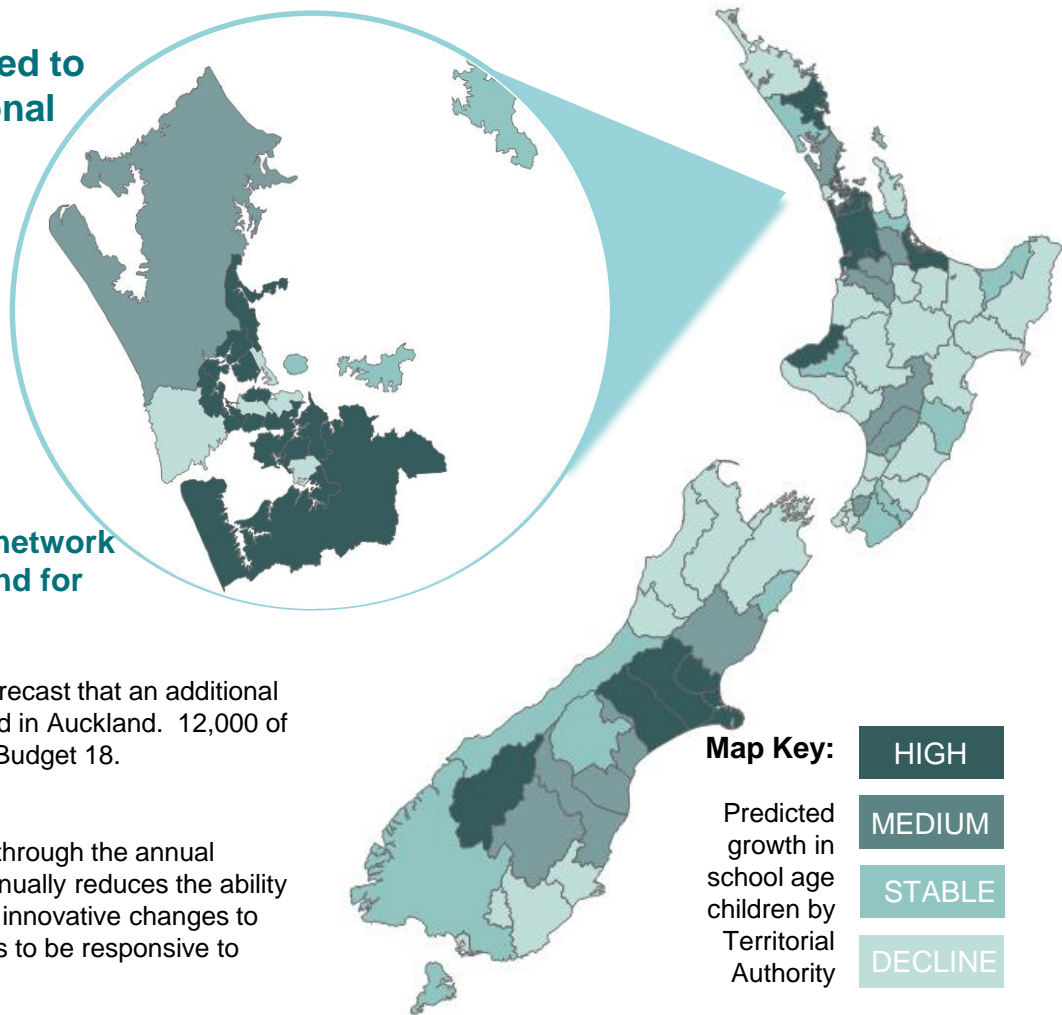 ed to
onal
network
nd for
recast that an additional
d in Auckland.  12,000 of
Budget 18.
through the annual
nually reduces the ability
innovative changes to
s to be responsive to
Map Key:
HIGH
Predicted
growth in
school age
children by
Territorial
Authority
MEDIUM
STABLE
DECLINE